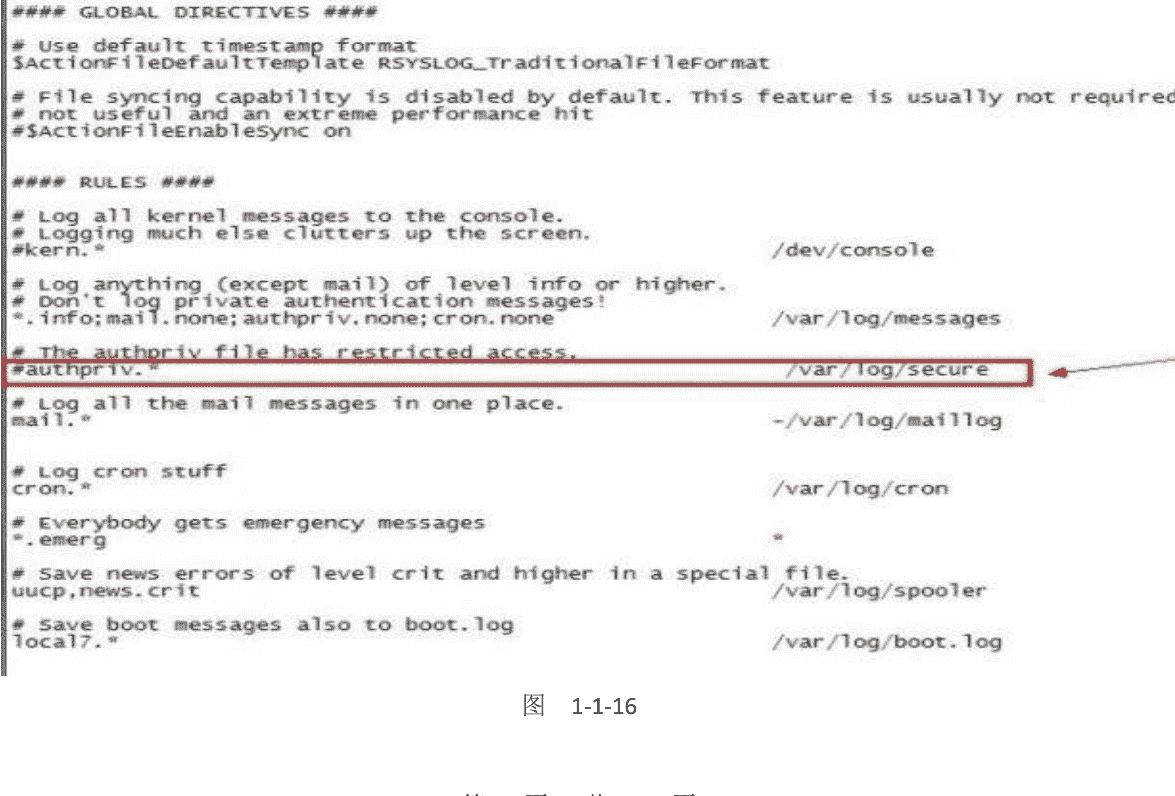 #### GLOBAL DIRECTIVES ####
# Use default timestamp format
$ActionFileDefaultTemplate RSYSLOG_TraditionalFileFormat
# File syncing capability is disabled by default. This feature is usually not required
# not useful and an extreme performance hit
#$ActionFileEnableSync on
#### RULES ####
# Log all kernel messages to the console.
# Logging much else clutters up the screen.
#kern.* /dev/console
# Log anything (except mail) of level info or higher.
# Don't log private authentication messages!
*.info;mail.none;authpriv.none;cron.none /var/log/messages
# The authpriv file has restricted access.
#authpriv.* /var/log/secure
# Log all the mail messages in one place.
mail.* -/var/log/maillog
# Log cron stuff
cron.* /var/log/cron
# Everybody gets emergency messages
*.emerg *
# Save news errors of level crit and higher in a special file.
uucp,news.crit /var/log/spooler
# Save boot messages also to boot.log
local7.* /var/log/boot.log
图 1-1-16